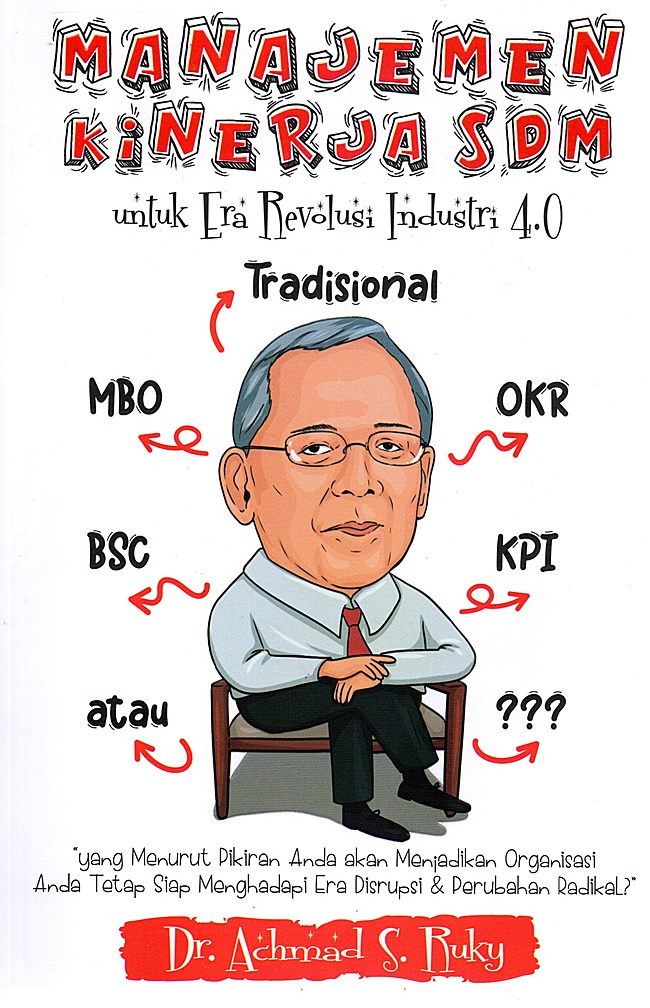 MANAJEMEN
KiNERJA SDM
untuk Era Revolusi Industri 4.0
Tradisional
MBO
OKR
BSC
KPI
atau
???
"yang Menurut Pikiran Anda akan Menjadikan Organisasi
Anda Tetap Siap Menghadapi Era Disrupsi & Perubahan Radikal.?"
Dr. Achmad S. Ruky